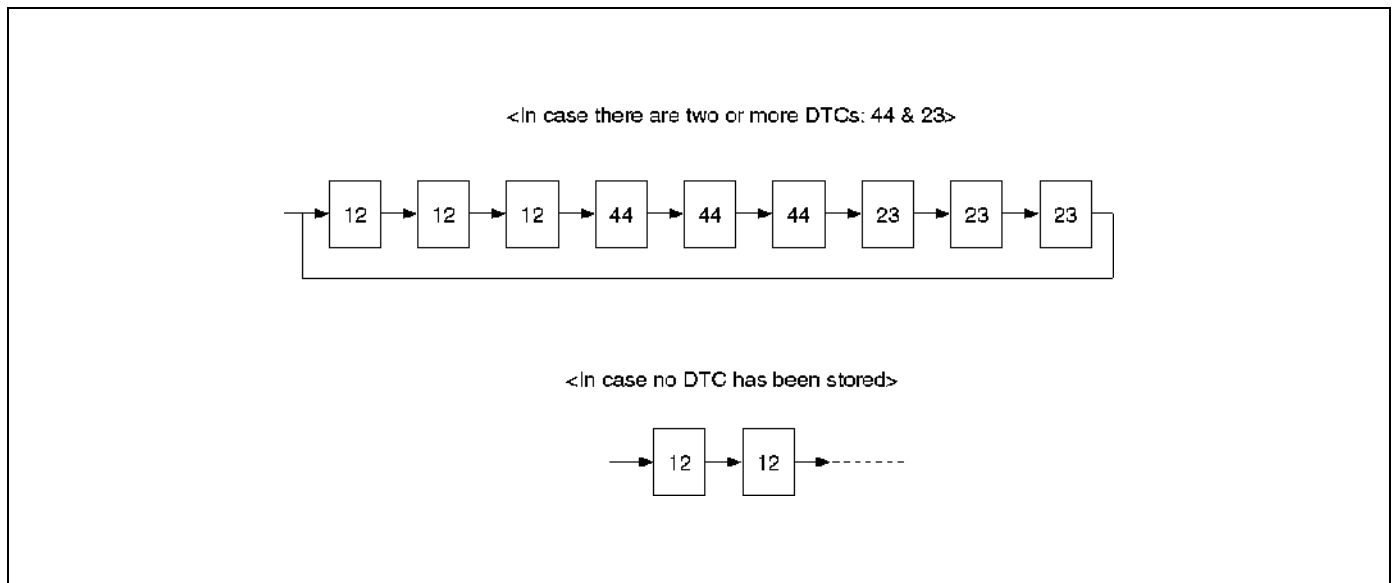 <In case there are two or more DTCs: 44 & 23>
12 12 12 44 44 44 23 23 23
<In case no DTC has been stored>
12 12